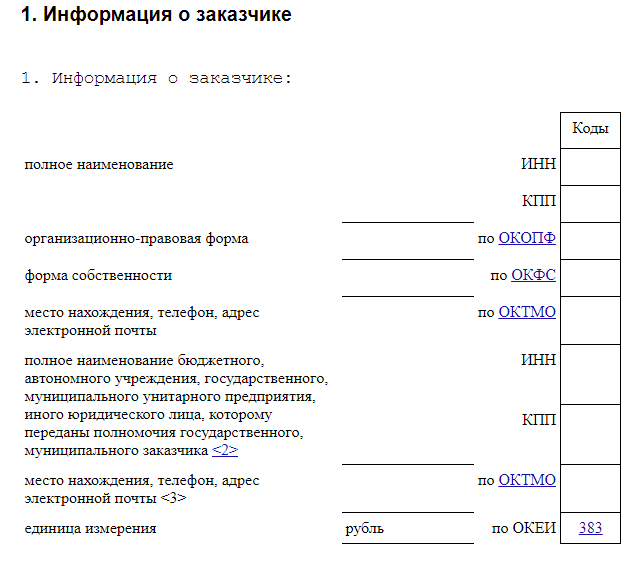 1. Информация о заказчике
1. Информация о заказчике:
Коды
полное наименование ИНН
КПП
организационно-правовая форма по ОКОПФ
форма собственности по ОКФС
место нахождения, телефон, адрес по ОКТМО
электронной почты
полное наименование бюджетного, ИНН
автономного учреждения, государственного,
муниципального унитарного предприятия,
иного юридического лица, которому
переданы полномочия государственного, КПП
муниципального заказчика <2>
место нахождения, телефон, адрес по ОКТМО
электронной почты <3>
единица измерения рубль по ОКЕИ 383